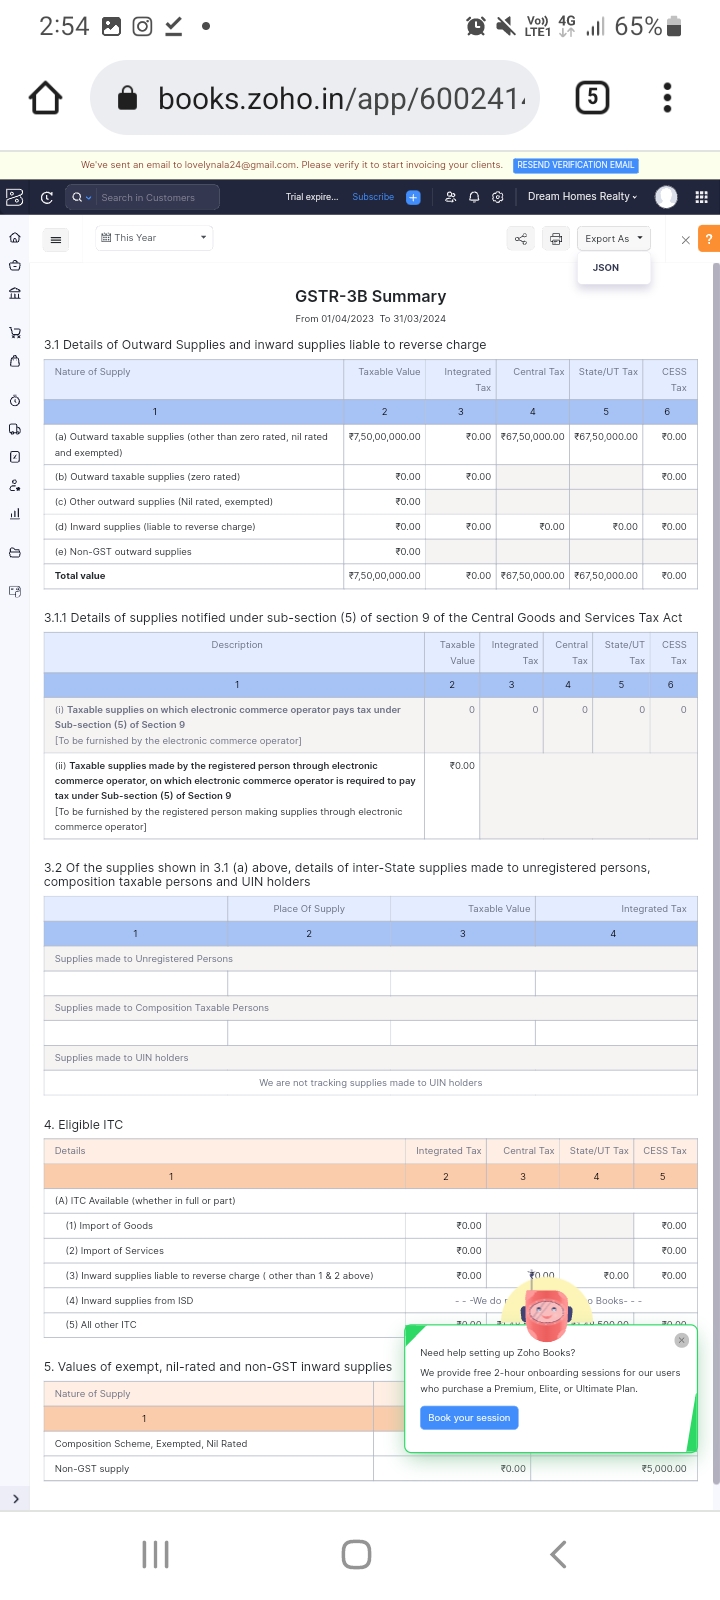 2:54
Vo))
LTE1
4G
65%
books.zoho.in/app/600241
5
We've sent an email to lovelynala24@gmail.com. Please verify it to start invoicing your clients. RESEND VERIFICATION EMAIL
Search in Customers
Trial expire... Subscribe
Dream Homes Realty
This Year
Export As
?
JSON
GSTR-3B Summary
From 01/04/2023 To 31/03/2024
3.1 Details of Outward Supplies and inward supplies liable to reverse charge
Nature of Supply Taxable Value Integrated Tax Central Tax State/UT Tax CESS Tax
1 2 3 4 5 6
(a) Outward taxable supplies (other than zero rated, nil rated and exempted) ₹7,50,00,000.00 ₹0.00 ₹67,50,000.00 ₹67,50,000.00 ₹0.00
(b) Outward taxable supplies (zero rated) ₹0.00 ₹0.00 ₹0.00
(c) Other outward supplies (Nil rated, exempted) ₹0.00
(d) Inward supplies (liable to reverse charge) ₹0.00 ₹0.00 ₹0.00 ₹0.00 ₹0.00
(e) Non-GST outward supplies ₹0.00
Total value ₹7,50,00,000.00 ₹0.00 ₹67,50,000.00 ₹67,50,000.00 ₹0.00
3.1.1 Details of supplies notified under sub-section (5) of section 9 of the Central Goods and Services Tax Act
Description Taxable Value Integrated Tax Central Tax State/UT Tax CESS Tax
1 2 3 4 5 6
(i) Taxable supplies on which electronic commerce operator pays tax under 0 0 0 0 0
Sub-section (5) of Section 9
[To be furnished by the electronic commerce operator]
(ii) Taxable supplies made by the registered person through electronic ₹0.00
commerce operator, on which electronic commerce operator is required to pay
tax under Sub-section (5) of Section 9
[To be furnished by the registered person making supplies through electronic
commerce operator]
3.2 Of the supplies shown in 3.1 (a) above, details of inter-State supplies made to unregistered persons,
composition taxable persons and UIN holders
Place Of Supply Taxable Value Integrated Tax
1 2 3 4
Supplies made to Unregistered Persons
Supplies made to Composition Taxable Persons
Supplies made to UIN holders
We are not tracking supplies made to UIN holders
4. Eligible ITC
Details Integrated Tax Central Tax State/UT Tax CESS Tax
1 2 3 4 5
(A) ITC Available (whether in full or part)
(1) Import of Goods ₹0.00 ₹0.00
(2) Import of Services ₹0.00 ₹0.00
(3) Inward supplies liable to reverse charge ( other than 1 & 2 above) ₹0.00 ₹0.00 ₹0.00 ₹0.00
(4) Inward supplies from ISD - - -We do Books- - -
(5) All other ITC
5. Values of exempt, nil-rated and non-GST inward supplies
Nature of Supply
1
Composition Scheme, Exempted, Nil Rated
Non-GST supply ₹0.00 ₹5,000.00
Need help setting up Zoho Books?
We provide free 2-hour onboarding sessions for our users
who purchase a Premium, Elite, or Ultimate Plan.
Book your session